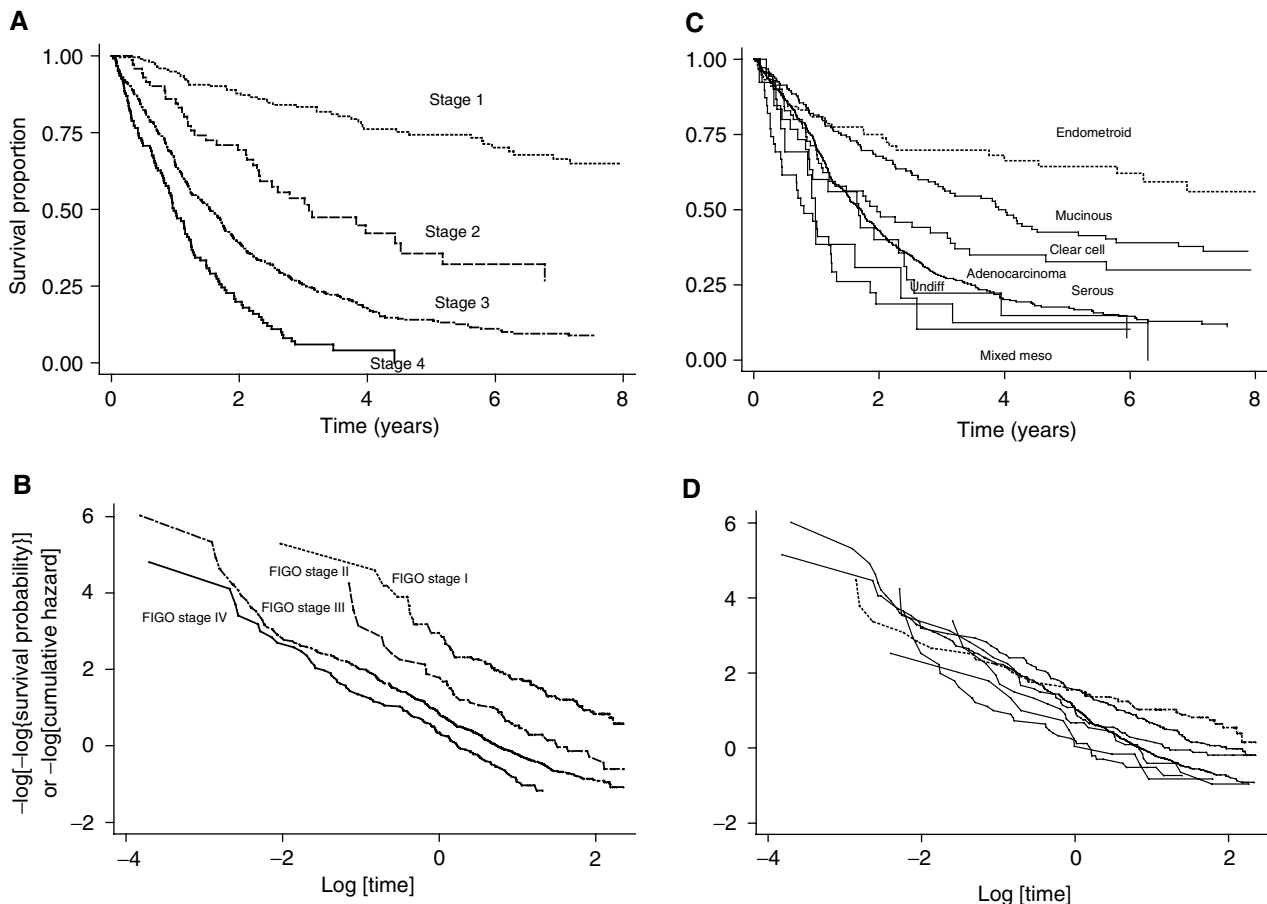 A
1.00
0.75
0.50
0.25
0.00
Survival proportion
Stage 1
Stage 2
Stage 3
Stage 4
0 2 4 6 8
Time (years)
C
1.00
0.75
0.50
0.25
0.00
Endometroid
Mucinous
Clear cell
Adenocarcinoma
Undiff
Serous
Mixed meso
0 2 4 6 8
Time (years)
B
6
4
2
0
−2
−log[−log{survival probability}]
or −log[cumulative hazard]
FIGO stage II
FIGO stage I
FIGO stage III
FIGO stage IV
−4 −2 0 2
Log [time]
D
6
4
2
0
−2
−4 −2 0 2
Log [time]